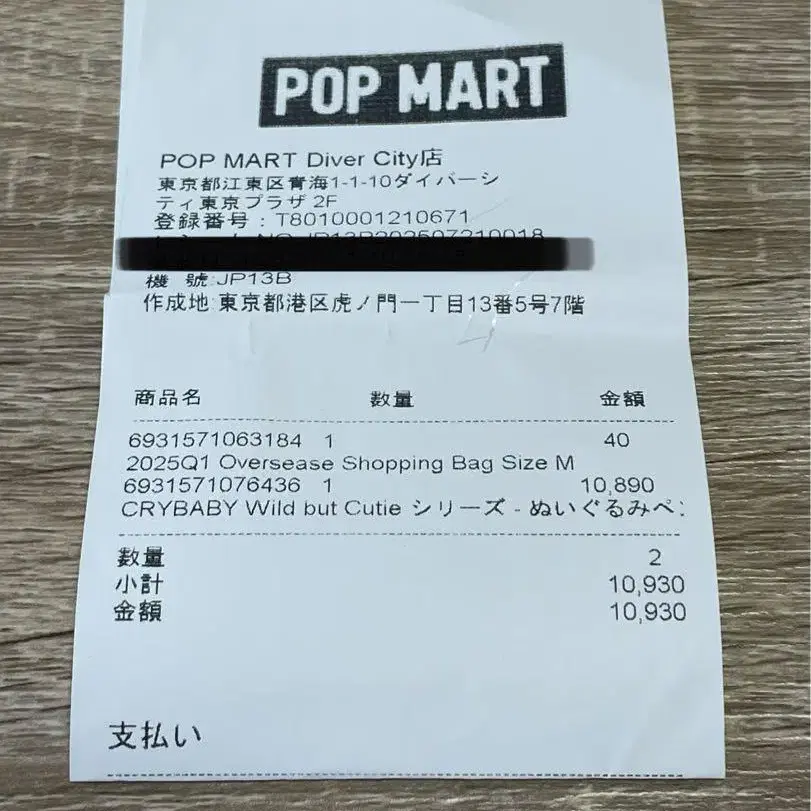 POP MART
POP MART Diver City店
東京都江東区青海1-1-10ダイバーシ
ティ東京プラザ 2F
登録番号 : T8010001210671
機 號:JP13B
作成地:東京都港区虎ノ門一丁目13番5号7階
商品名 数量 金額
6931571063184 1 40
2025Q1 Oversease Shopping Bag Size M
6931571076436 1 10,890
CRYBABY Wild but Cutie シリーズ - ぬいぐるみペ
数量 2
小計 10,930
金額 10,930
支払い